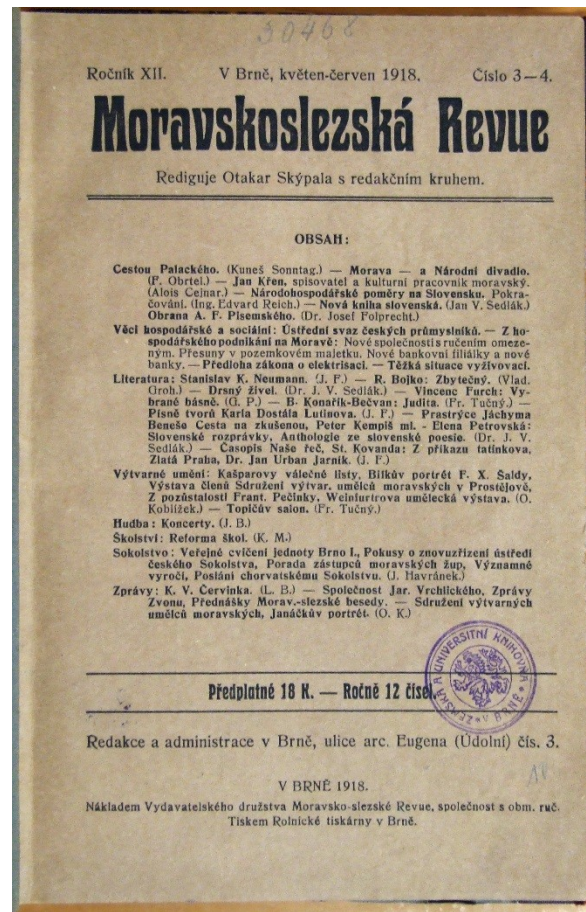 30468
Ročník XII. V Brně, květen-červen 1918. Číslo 3—4.
Moravskoslezská Revue
Rediguje Otakar Skýpala s redakčním kruhem.
OBSAH:
Cestou Palackého. (Kuneš Sonntag.) — Morava — a Národní divadlo.
(F. Obrtel.) — Jan Křen, spisovatel a kulturní pracovník moravský.
(Alois Cejnar.) — Národohospodářské poměry na Slovensku. Pokra-
čování. (Ing. Edvard Reich.) — Nová kniha slovenská. (Jan V. Sedlák.)
Obrana A. F. Písemského. (Dr. Josef Folprecht.)
Věci hospodářské a sociální: Ústřední svaz českých průmyslníků. — Z ho-
spodářského podnikání na Moravě: Nové společnosti s ručením omeze-
ným. Přesuny v pozemkovém majetku. Nové bankovní filiálky a nové
banky. — Předloha zákona o elektrisaci. — Těžká situace vyživovací.
Literatura: Stanislav K. Neumann. (J. F.) — R. Bojko: Zbytečný. (Vlad.
Groh.) — Drsný živel. (Dr. J. V. Sedlák.) — Vincenc Furch: Vy-
brané básně. (G. P.) — B. Konařík-Bečvan: Judita. (Fr. Tučný.) —
Písně tvorů Karla Dostála Lutinova. (J. F.) — Prastrýce Jáchyma
Beneše Cesta na zkušenou, Peter Kempiš ml. - Elena Petrovská:
Slovenské rozprávky, Anthologie ze slovenské poesie. (Dr. J. V.
Sedlák.) — Časopis Naše řeč, St. Kovanda: Z příkazu tatínkova,
Zlatá Praha, Dr. Jan Urban Jarník. (J. F.)
Výtvarné umění: Kašparovy válečné listy, Bílkův portrét F. X. Šaldy,
Výstava členů Sdružení výtvar. umělců moravských v Prostějově,
Z pozůstalosti Frant. Pečinky, Weinfurtrova umělecká výstava. (O.
Koblížek.) — Topičův salon. (Fr. Tučný.)
Hudba: Koncerty. (J. B.)
Školství: Reforma škol. (K. M.)
Sokolstvo: Veřejné cvičení jednoty Brno I., Pokusy o znovuzřízení ústředí
českého Sokolstva, Porada zástupců moravských žup, Významné
vyročí, Poslání chorvatskému Sokolstvu. (J. Havránek.)
Zprávy: K. V. Červinka. (L. B.) — Společnost Jar. Vrchlického, Zprávy
Zvonu, Přednášky Morav.-slezské besedy. — Sdružení výtvarných
umělců moravských, Janáčkův portrét. (O. K.)
ZEMSKÁ A UNIVERSITNÍ KNIHOVNA V BRNĚ
Předplatné 18 K. — Ročně 12 čísel.
Redakce a administrace v Brně, ulice arc. Eugena (Údolní) čís. 3.
V BRNĚ 1918.
Nákladem Vydavatelského družstva Moravsko-slezské Revue, společnost s obm. ruč.
Tiskem Rolnické tiskárny v Brně.